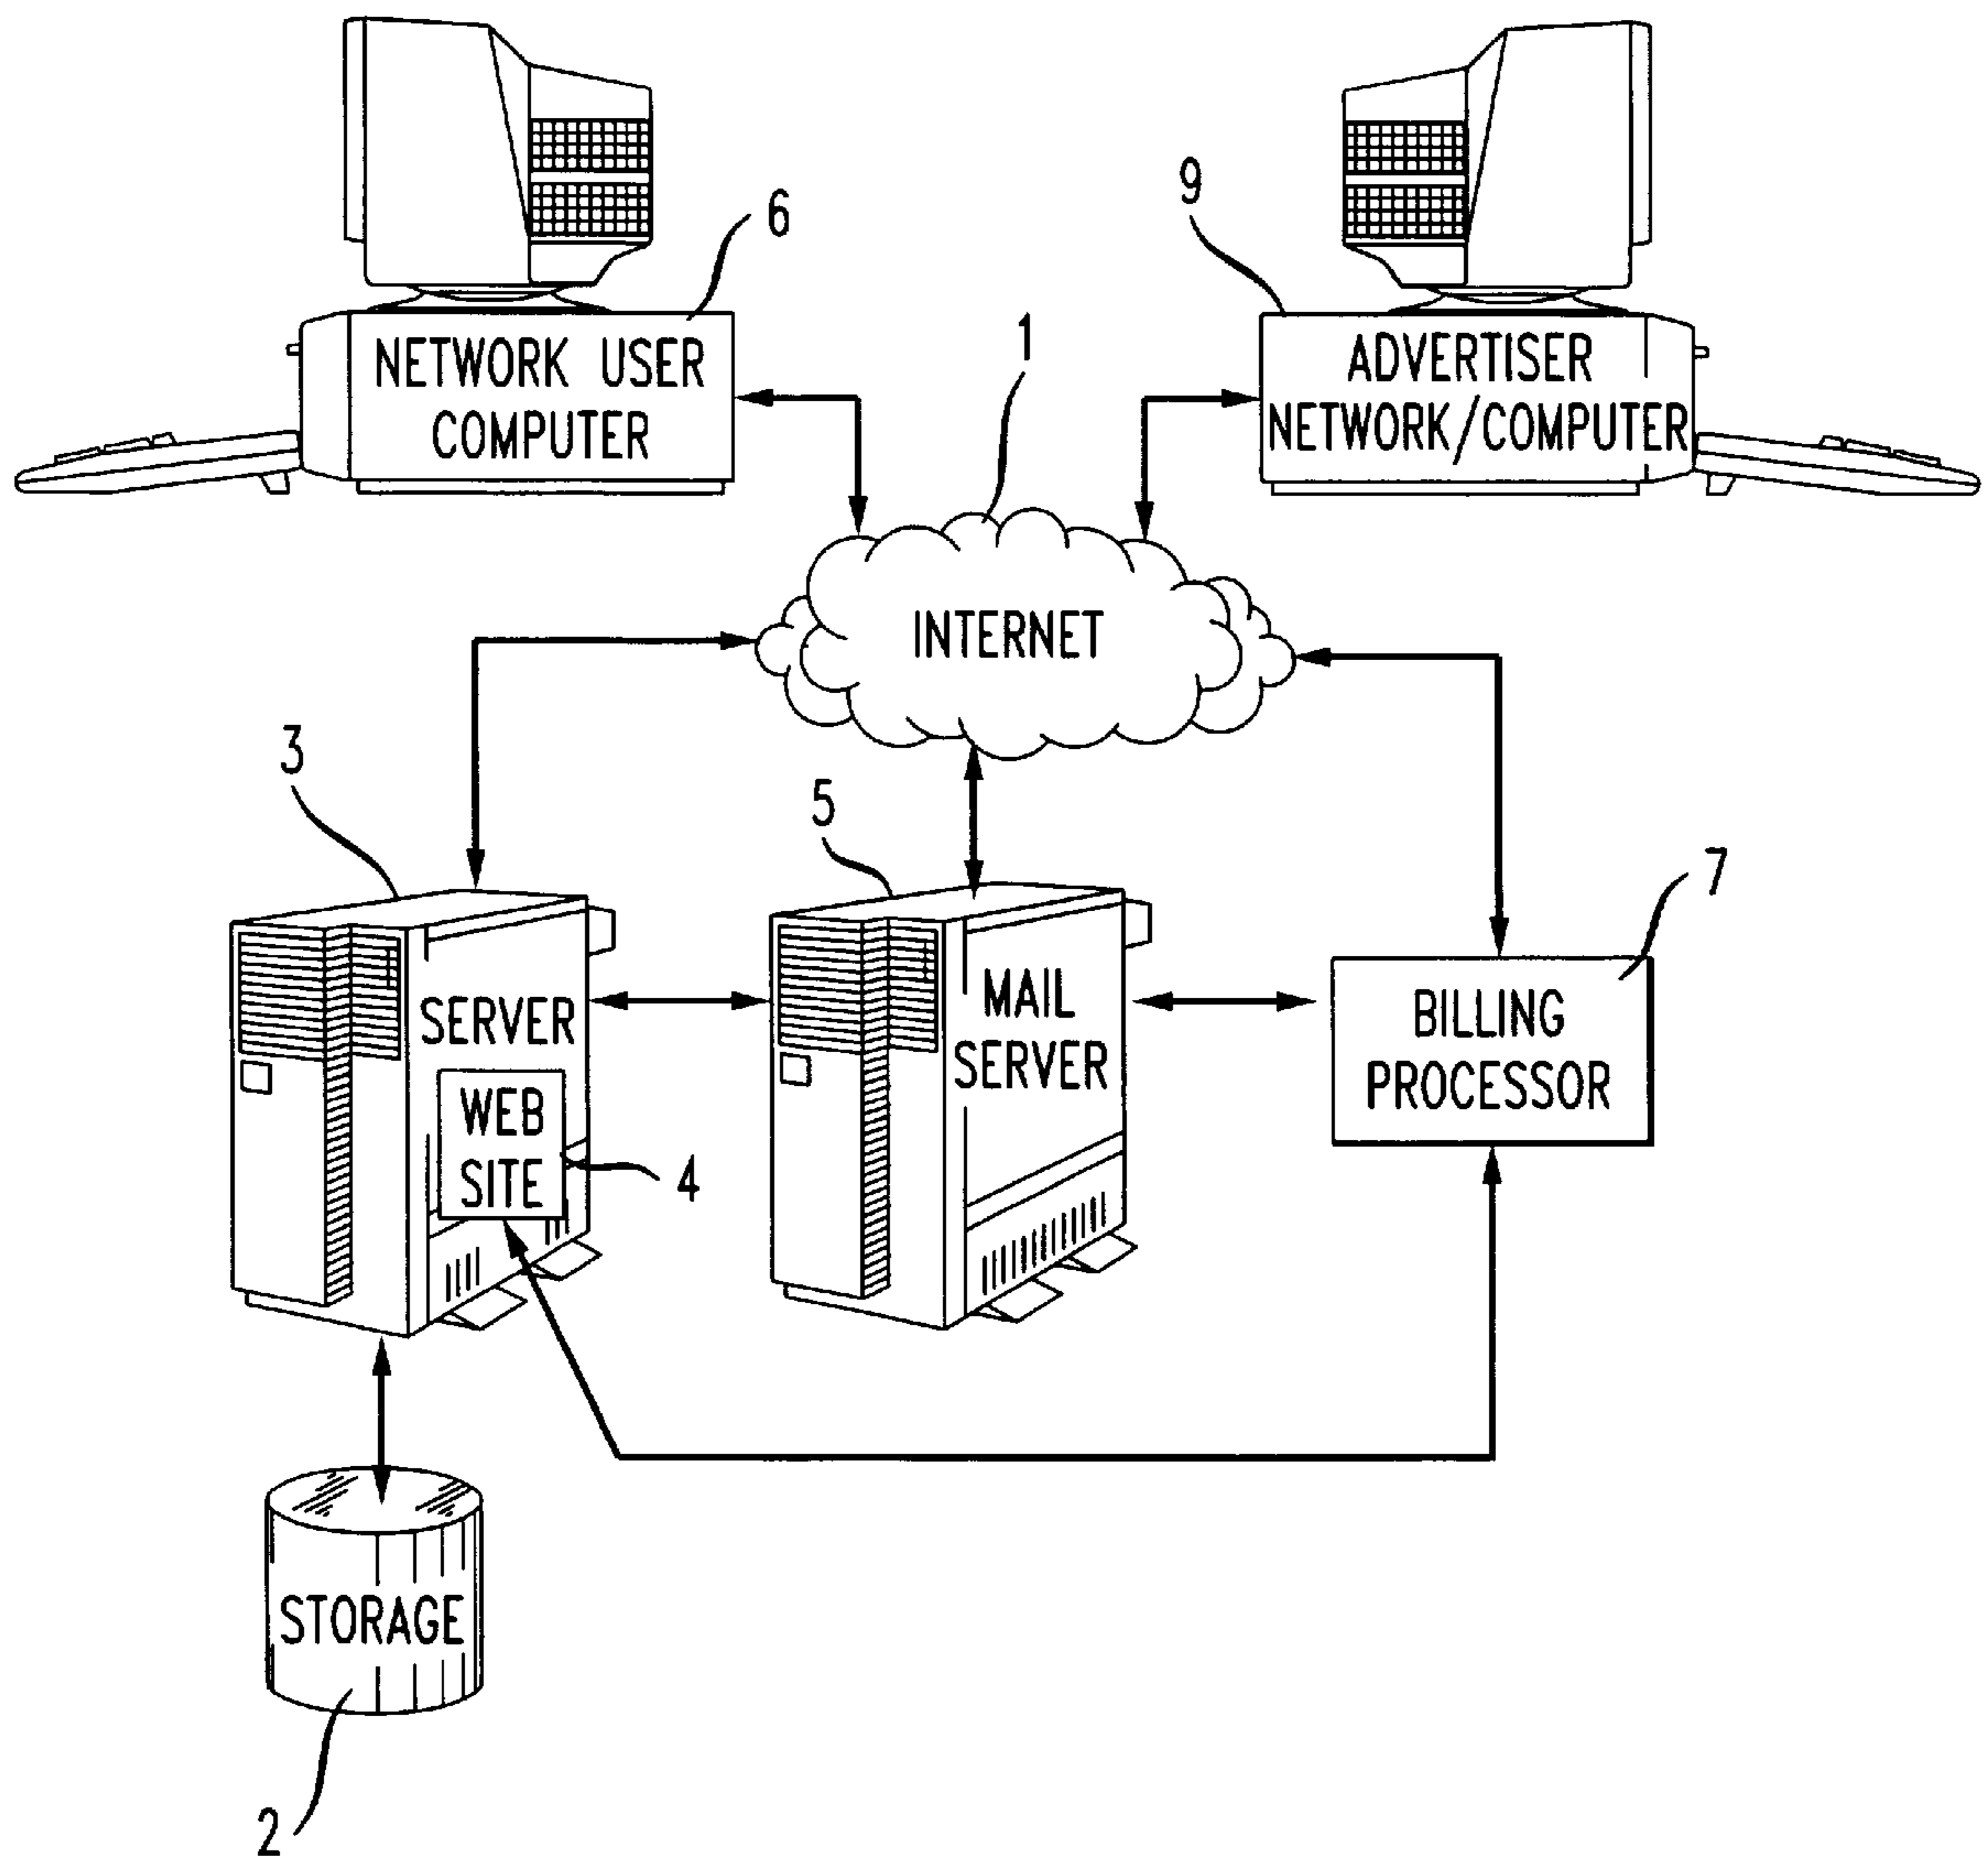 6
9
1
NETWORK USER
COMPUTER
ADVERTISER
NETWORK/COMPUTER
INTERNET
3
5
7
SERVER
WEB
SITE
4
MAIL
SERVER
BILLING
PROCESSOR
STORAGE
2